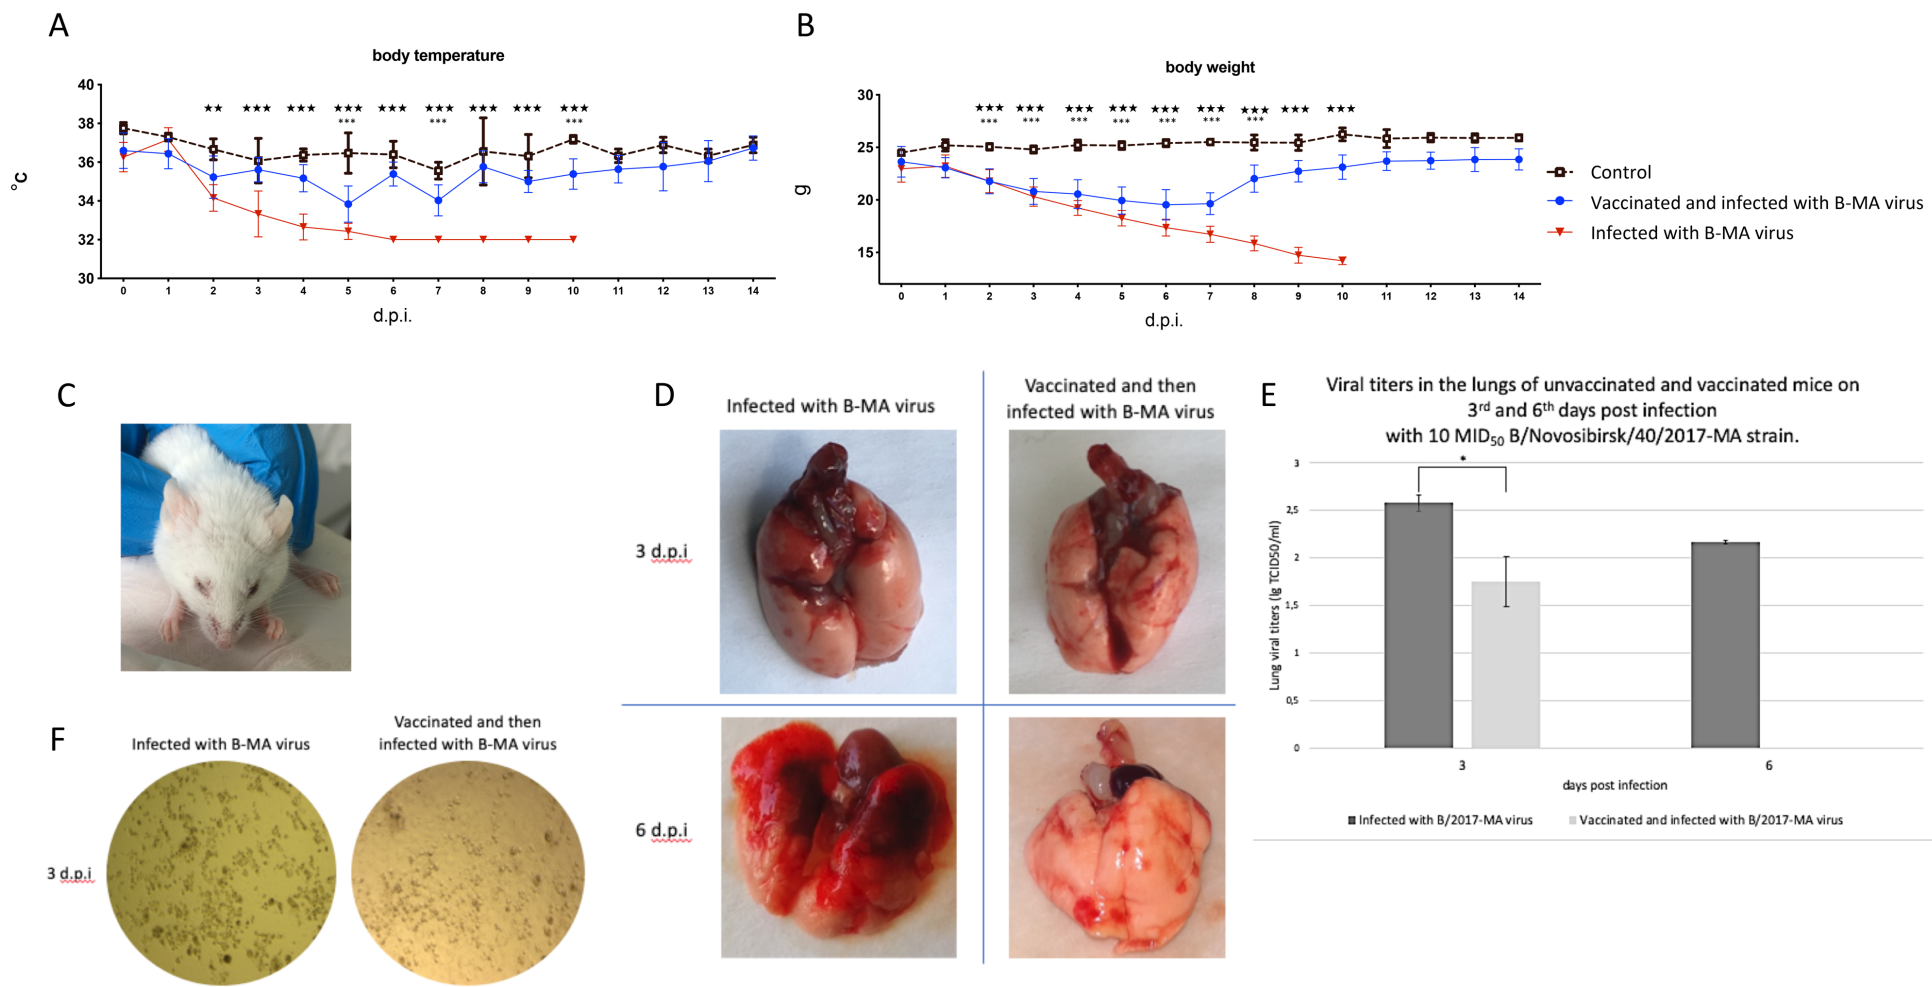 A
body temperature
40
38
36
34
32
30
°C
★★ ★★★ ★★★ ★★★ ★★★ ★★★ ★★★ ★★★ ★★★
*** *** ***
0 1 2 3 4 5 6 7 8 9 10 11 12 13 14
d.p.i.
B
body weight
30
25
20
15
g
★★★ ★★★ ★★★ ★★★ ★★★ ★★★ ★★★ ★★★ ★★★
*** *** *** *** *** *** ***
0 1 2 3 4 5 6 7 8 9 10 11 12 13 14
d.p.i.
Control
Vaccinated and infected with B-MA virus
Infected with B-MA virus
C
D
Infected with B-MA virus
Vaccinated and then
infected with B-MA virus
3 d.p.i
6 d.p.i
E
Viral titers in the lungs of unvaccinated and vaccinated mice on
3rd and 6th days post infection
with 10 MID50 B/Novosibirsk/40/2017-MA strain.
*
3
2,5
2
1,5
1
0,5
0
Lung viral titers (lg TCID50/ml)
3 6
days post infection
Infected with B/2017-MA virus
Vaccinated and infected with B/2017-MA virus
F
Infected with B-MA virus
Vaccinated and then
infected with B-MA virus
3 d.p.i